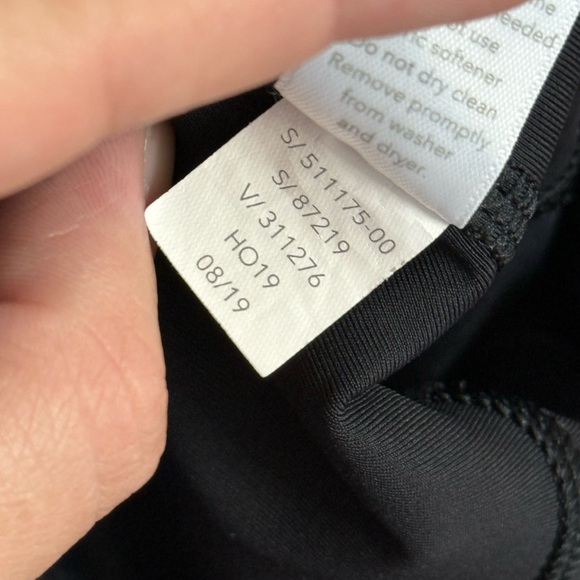 needed
use
softener
Do not dry clean
Remove promptly
from washer
and dryer.
S/ 511175-00
S/ 87219
V/ 311276
HO19
08/19